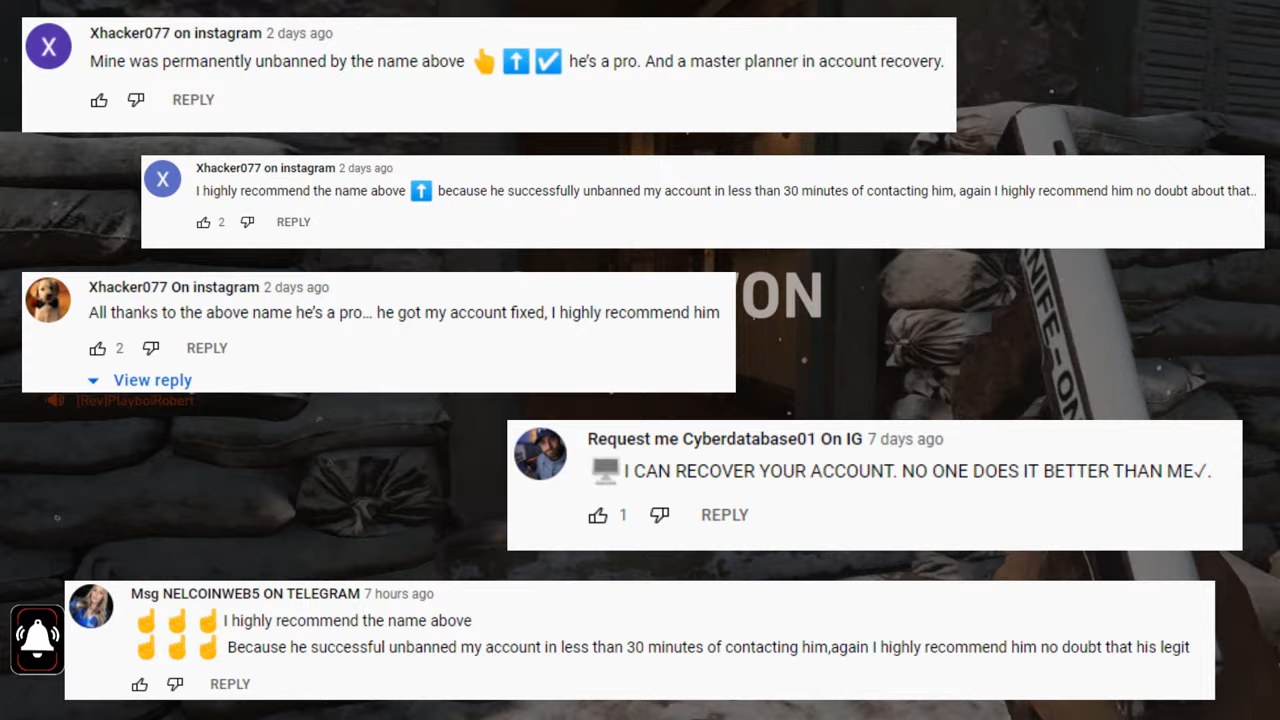 Xhacker077 on instagram 2 days ago
Mine was permanently unbanned by the name above 👆 ⬆️ ☑️ he's a pro. And a master planner in account recovery.
REPLY
Xhacker077 on instagram 2 days ago
I highly recommend the name above ⬆️ because he successfully unbanned my account in less than 30 minutes of contacting him, again I highly recommend him no doubt about that..
2 REPLY
Xhacker077 On instagram 2 days ago
All thanks to the above name he's a pro... he got my account fixed, I highly recommend him
2 REPLY
View reply
ON
KNIFE-ON
[Rev]PlayboiRobert
Request me Cyberdatabase01 On IG 7 days ago
🖥️ I CAN RECOVER YOUR ACCOUNT. NO ONE DOES IT BETTER THAN ME✓.
1 REPLY
Msg NELCOINWEB5 ON TELEGRAM 7 hours ago
☝️ ☝️ ☝️ I highly recommend the name above
☝️ ☝️ ☝️ Because he successful unbanned my account in less than 30 minutes of contacting him,again I highly recommend him no doubt that his legit
REPLY
X
X